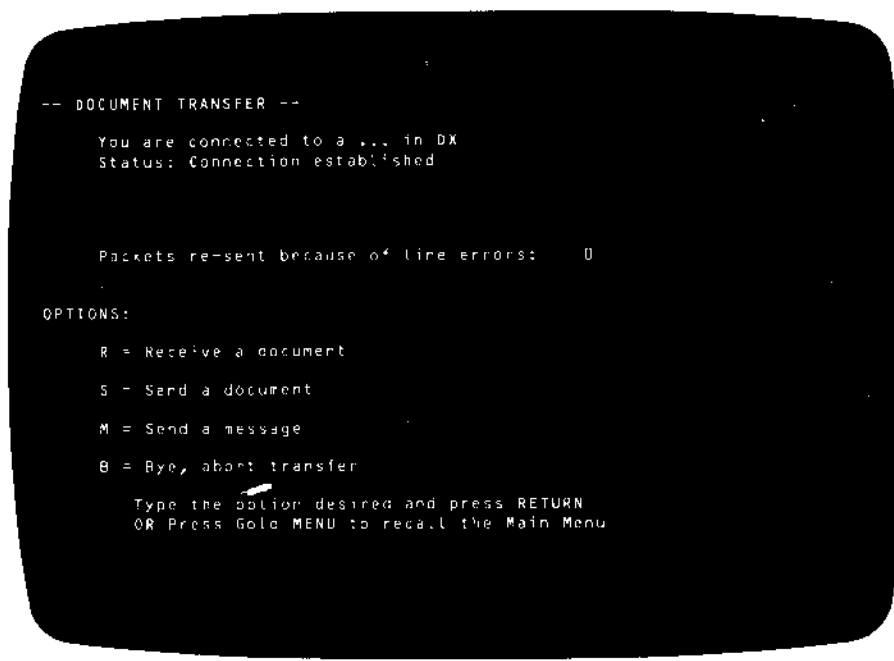 -- DOCUMENT TRANSFER --
You are connected to a ... in DX
Status: Connection established
Packets re-sent because of line errors: 0
OPTIONS:
R = Receive a document
S = Send a document
M = Send a message
B = Bye, abort transfer
Type the option desired and press RETURN
OR Press Gold MENU to recall the Main Menu